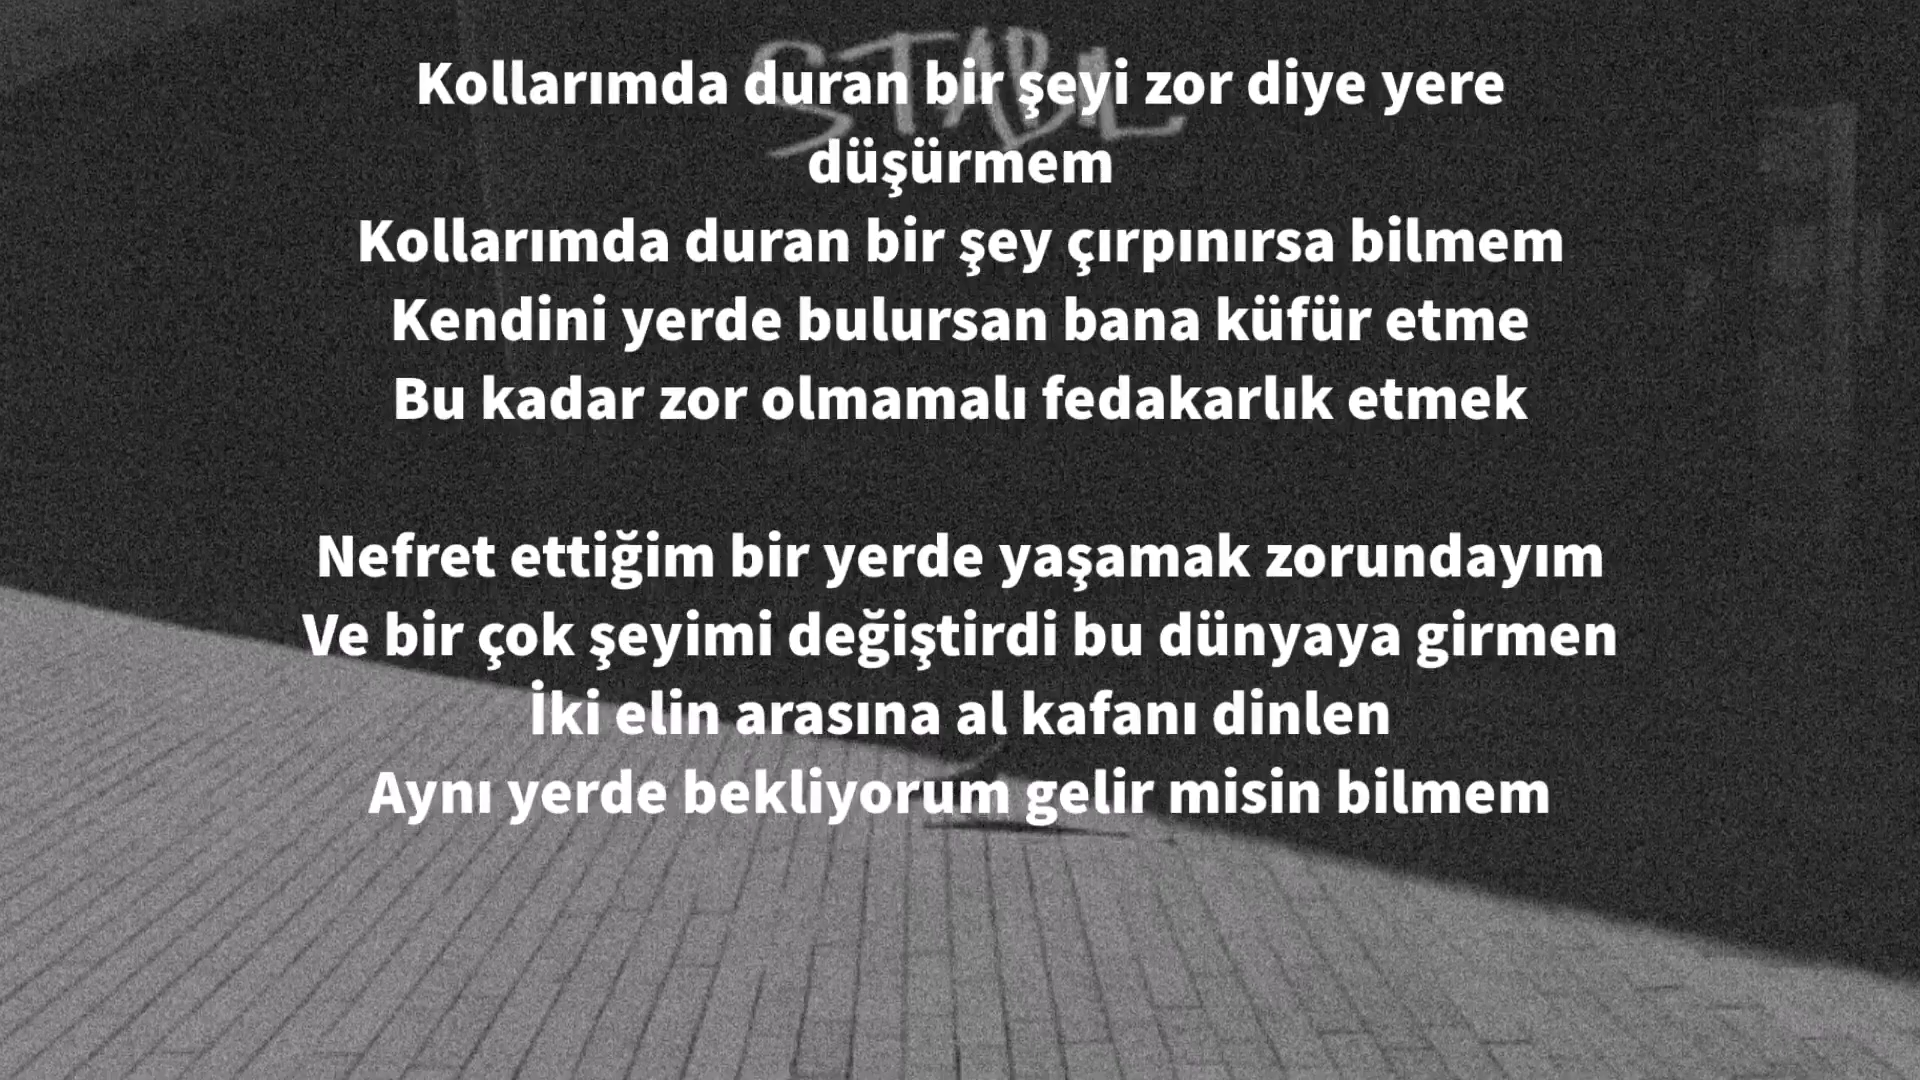 STABİL
Kollarımda duran bir şeyi zor diye yere
düşürmem
Kollarımda duran bir şey çırpınırsa bilmem
Kendini yerde bulursan bana küfür etme
Bu kadar zor olmamalı fedakarlık etmek
Nefret ettiğim bir yerde yaşamak zorundayım
Ve bir çok şeyimi değiştirdi bu dünyaya girmen
İki elin arasına al kafanı dinlen
Aynı yerde bekliyorum gelir misin bilmem